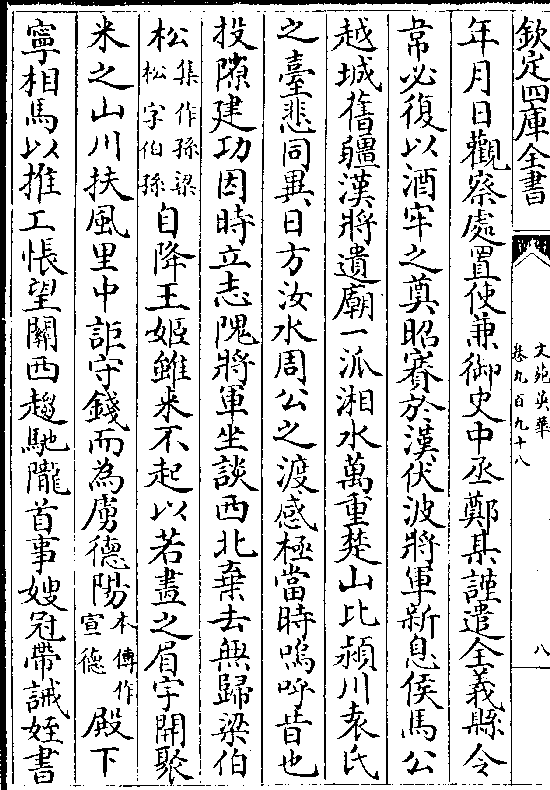 欽定四庫全書
文苑英華
卷九百九十八
八
年月日觀察處置使兼御史中丞鄭某謹遣全義縣令
韋必復以酒牢之奠昭賽於漢伏波將軍新息侯馬公
越城舊疆漢將遺廟一派湘水萬重楚山比潁川袁氏
之臺悲同異日方汝水周公之渡感極當時嗚呼昔也
投隙建功因時立志隗將軍坐談西北棄去無歸梁伯
松集作孫梁松字伯孫自降王姬雖来不起以若畫之眉宇開聚
米之山川扶風里中詎守錢而為虜德陽本傳作宣德殿下
寧相馬以推工悵望關西趨馳隴首事嫂冠帶誡姪書